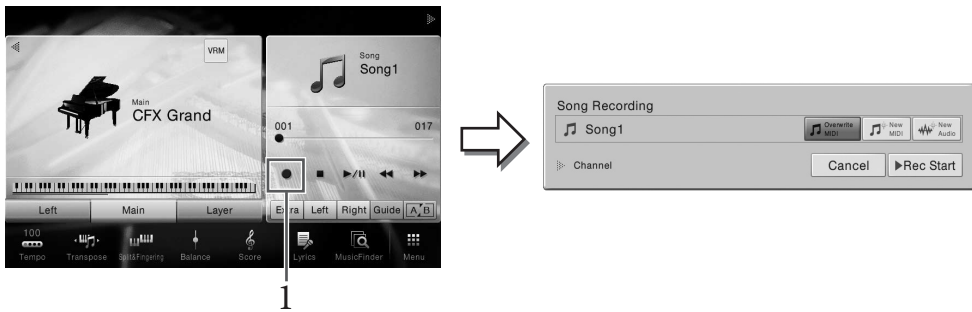 VRM
Main
CFX Grand
Song
Song1
001
017
Left
Main
Layer
Extra
Left
Right
Guide
A B
100
Tempo
Transpose
Split&Fingering
Balance
Score
Lyrics
MusicFinder
Menu
1
Song Recording
Song1
Overwrite
MIDI
New
MIDI
New
Audio
Channel
Cancel
Rec Start